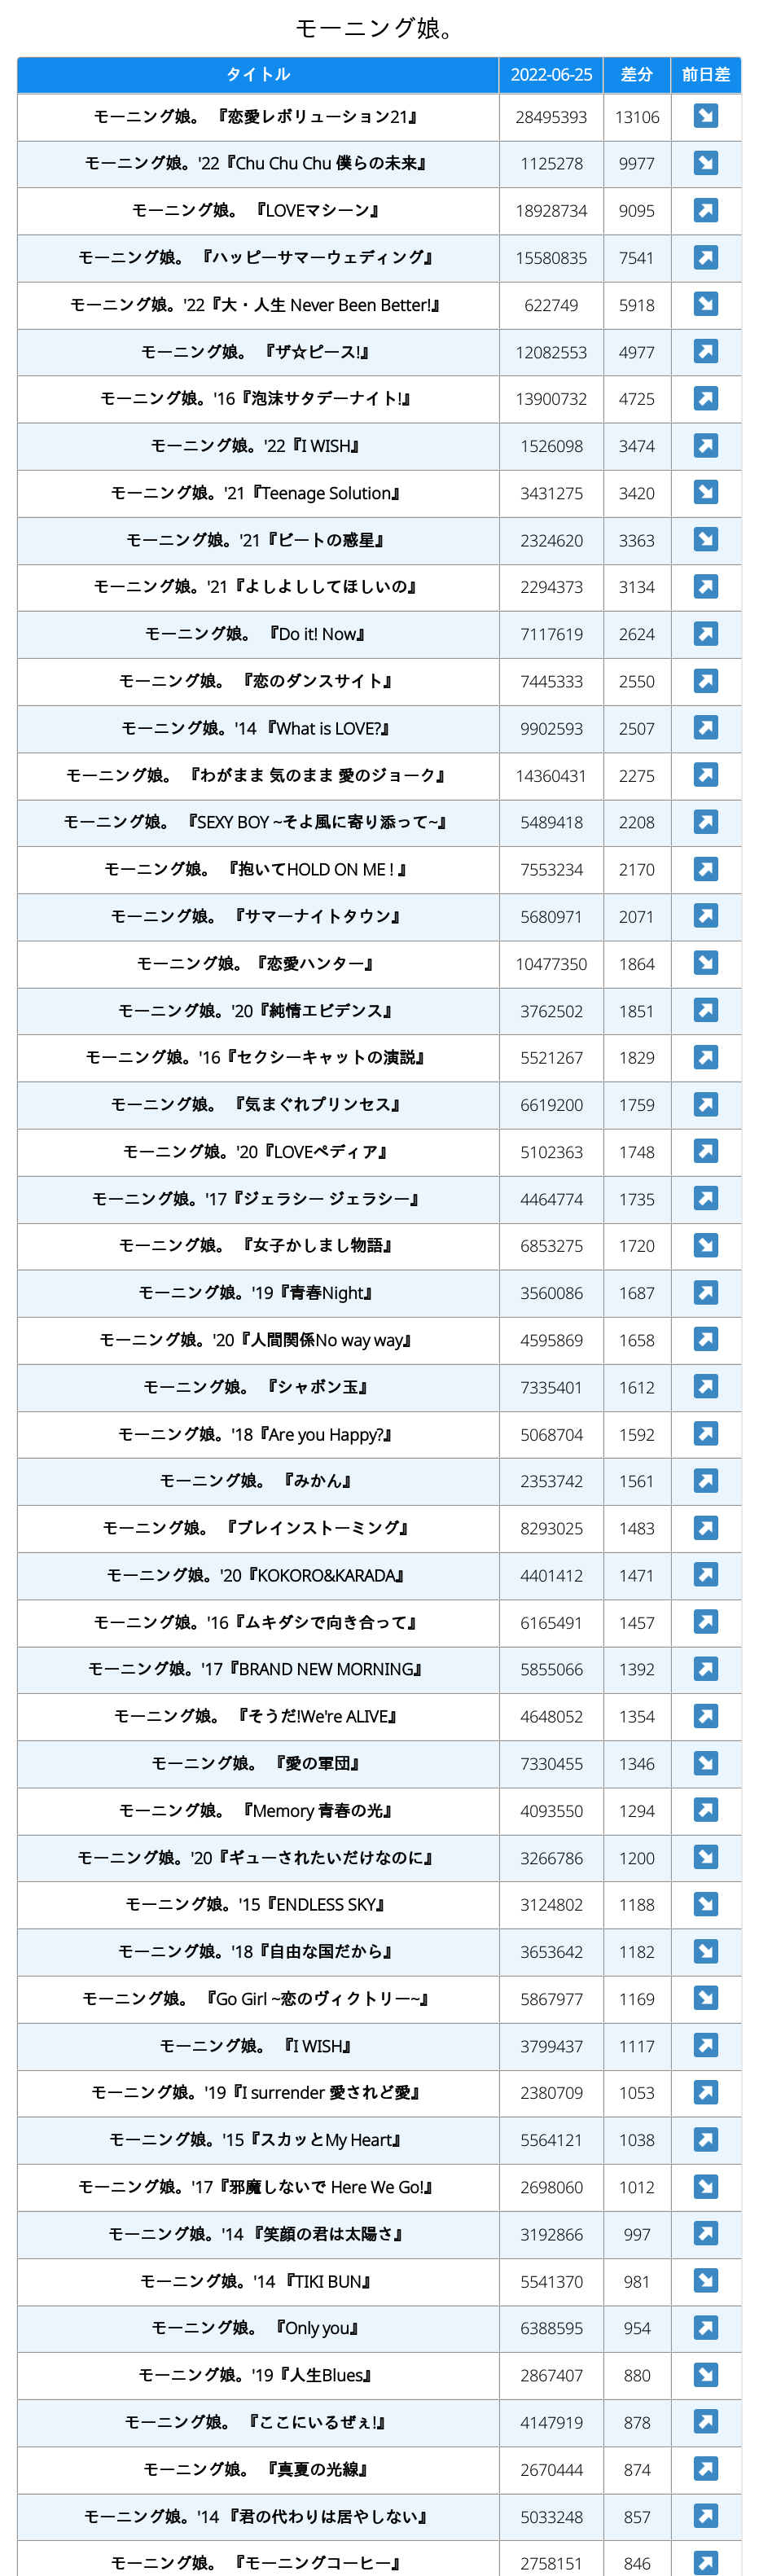 モーニング娘。
タイトル 2022-06-25 差分 前日差
モーニング娘。 『恋愛レボリューション21』 28495393 13106 ↘
モーニング娘。'22『Chu Chu Chu 僕らの未来』 1125278 9977 ↘
モーニング娘。 『LOVEマシーン』 18928734 9095 ↗
モーニング娘。 『ハッピーサマーウェディング』 15580835 7541 ↗
モーニング娘。'22『大・人生 Never Been Better!』 622749 5918 ↘
モーニング娘。 『ザ☆ピース!』 12082553 4977 ↗
モーニング娘。'16『泡沫サタデーナイト!』 13900732 4725 ↗
モーニング娘。'22『I WISH』 1526098 3474 ↗
モーニング娘。'21『Teenage Solution』 3431275 3420 ↘
モーニング娘。'21『ビートの惑星』 2324620 3363 ↘
モーニング娘。'21『よしよししてほしいの』 2294373 3134 ↗
モーニング娘。 『Do it! Now』 7117619 2624 ↗
モーニング娘。 『恋のダンスサイト』 7445333 2550 ↗
モーニング娘。'14 『What is LOVE?』 9902593 2507 ↗
モーニング娘。 『わがまま 気のまま 愛のジョーク』 14360431 2275 ↗
モーニング娘。 『SEXY BOY ~そよ風に寄り添って~』 5489418 2208 ↗
モーニング娘。 『抱いてHOLD ON ME ! 』 7553234 2170 ↗
モーニング娘。 『サマーナイトタウン』 5680971 2071 ↗
モーニング娘。『恋愛ハンター』 10477350 1864 ↘
モーニング娘。'20『純情エビデンス』 3762502 1851 ↗
モーニング娘。'16『セクシーキャットの演説』 5521267 1829 ↗
モーニング娘。 『気まぐれプリンセス』 6619200 1759 ↗
モーニング娘。'20『LOVEペディア』 5102363 1748 ↗
モーニング娘。'17『ジェラシー ジェラシー』 4464774 1735 ↗
モーニング娘。 『女子かしまし物語』 6853275 1720 ↘
モーニング娘。'19『青春Night』 3560086 1687 ↗
モーニング娘。'20『人間関係No way way』 4595869 1658 ↗
モーニング娘。 『シャボン玉』 7335401 1612 ↗
モーニング娘。'18『Are you Happy?』 5068704 1592 ↗
モーニング娘。 『みかん』 2353742 1561 ↗
モーニング娘。 『ブレインストーミング』 8293025 1483 ↗
モーニング娘。'20『KOKORO&KARADA』 4401412 1471 ↗
モーニング娘。'16『ムキダシで向き合って』 6165491 1457 ↗
モーニング娘。'17『BRAND NEW MORNING』 5855066 1392 ↗
モーニング娘。 『そうだ!We're ALIVE』 4648052 1354 ↗
モーニング娘。 『愛の軍団』 7330455 1346 ↘
モーニング娘。 『Memory 青春の光』 4093550 1294 ↗
モーニング娘。'20『ギューされたいだけなのに』 3266786 1200 ↘
モーニング娘。'15『ENDLESS SKY』 3124802 1188 ↘
モーニング娘。'18『自由な国だから』 3653642 1182 ↘
モーニング娘。 『Go Girl ~恋のヴィクトリー~』 5867977 1169 ↘
モーニング娘。 『I WISH』 3799437 1117 ↗
モーニング娘。'19『I surrender 愛されど愛』 2380709 1053 ↗
モーニング娘。'15『スカッとMy Heart』 5564121 1038 ↗
モーニング娘。'17『邪魔しないで Here We Go!』 2698060 1012 ↘
モーニング娘。'14 『笑顔の君は太陽さ』 3192866 997 ↗
モーニング娘。'14 『TIKI BUN』 5541370 981 ↘
モーニング娘。 『Only you』 6388595 954 ↗
モーニング娘。'19『人生Blues』 2867407 880 ↘
モーニング娘。 『ここにいるぜぇ!』 4147919 878 ↗
モーニング娘。 『真夏の光線』 2670444 874 ↗
モーニング娘。'14 『君の代わりは居やしない』 5033248 857 ↗
モーニング娘。 『モーニングコーヒー』 2758151 846 ↗